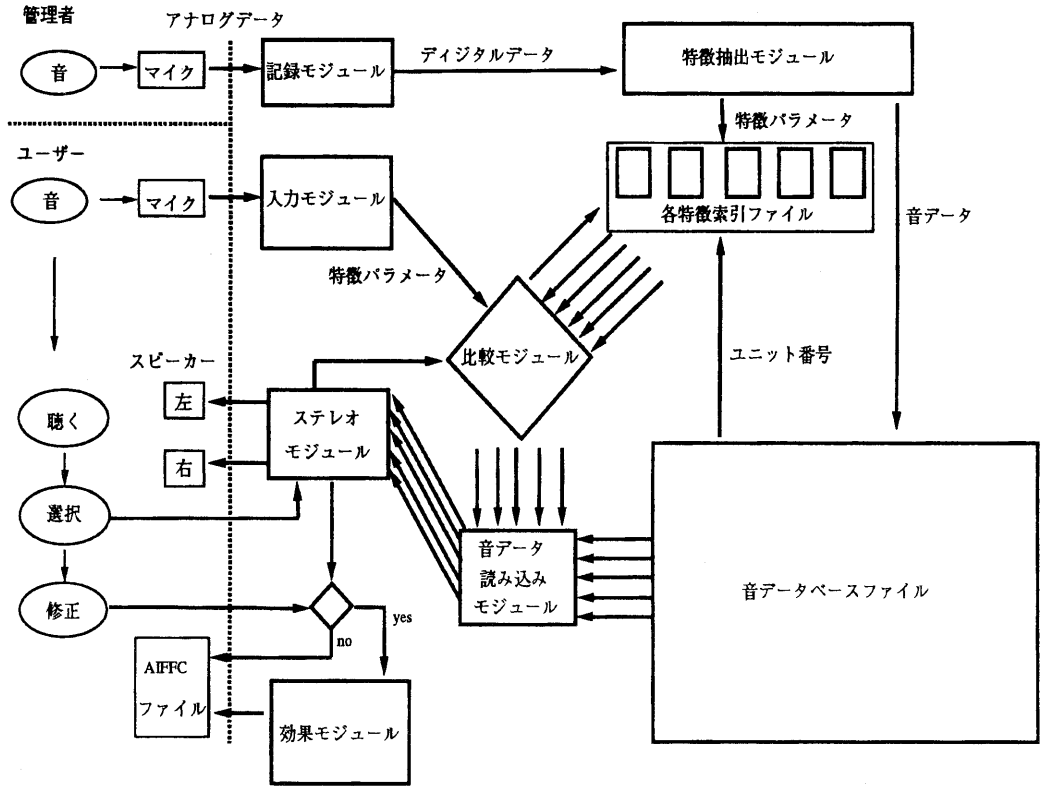 管理者
アナログデータ
音
マイク
記録モジュール
ディジタルデータ
特徴抽出モジュール
特徴パラメータ
ユーザー
音
マイク
入力モジュール
各特徴索引ファイル
音データ
特徴パラメータ
比較モジュール
ユニット番号
スピーカー
左
右
ステレオ
モジュール
聴く
選択
修正
音データ
読み込み
モジュール
音データベースファイル
yes
no
AIFFC
ファイル
効果モジュール